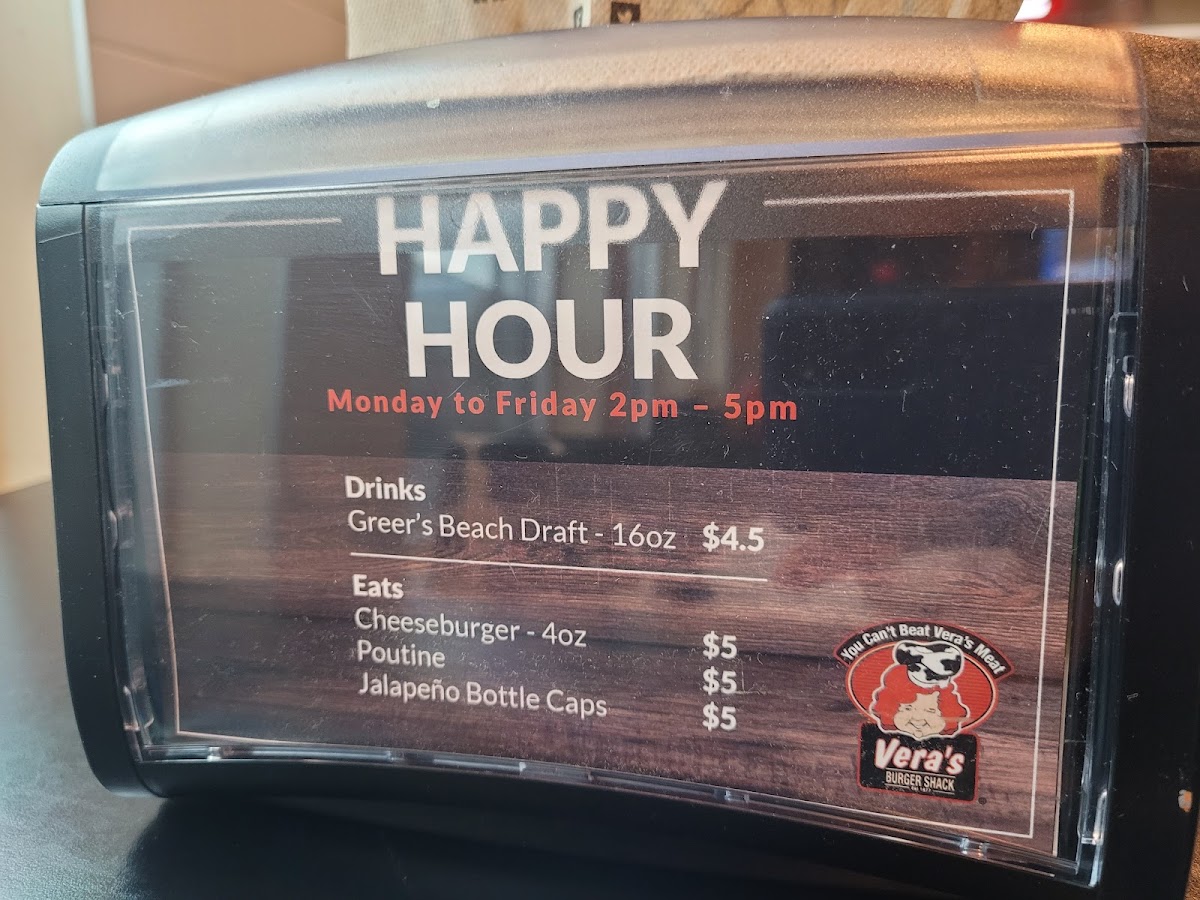 HAPPY
HOUR
Monday to Friday 2pm – 5pm
Drinks
Greer's Beach Draft - 16oz $4.5
Eats
Cheeseburger - 4oz $5
Poutine $5
Jalapeño Bottle Caps $5
You Can't Beat Vera's Meat
Vera's
BURGER SHACK